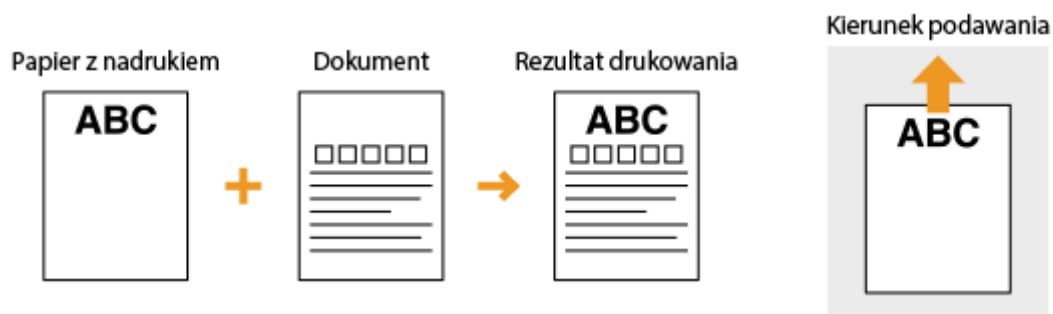 Kierunek podawania
Papier z nadrukiem
Dokument
Rezultat drukowania
ABC
ABC
ABC